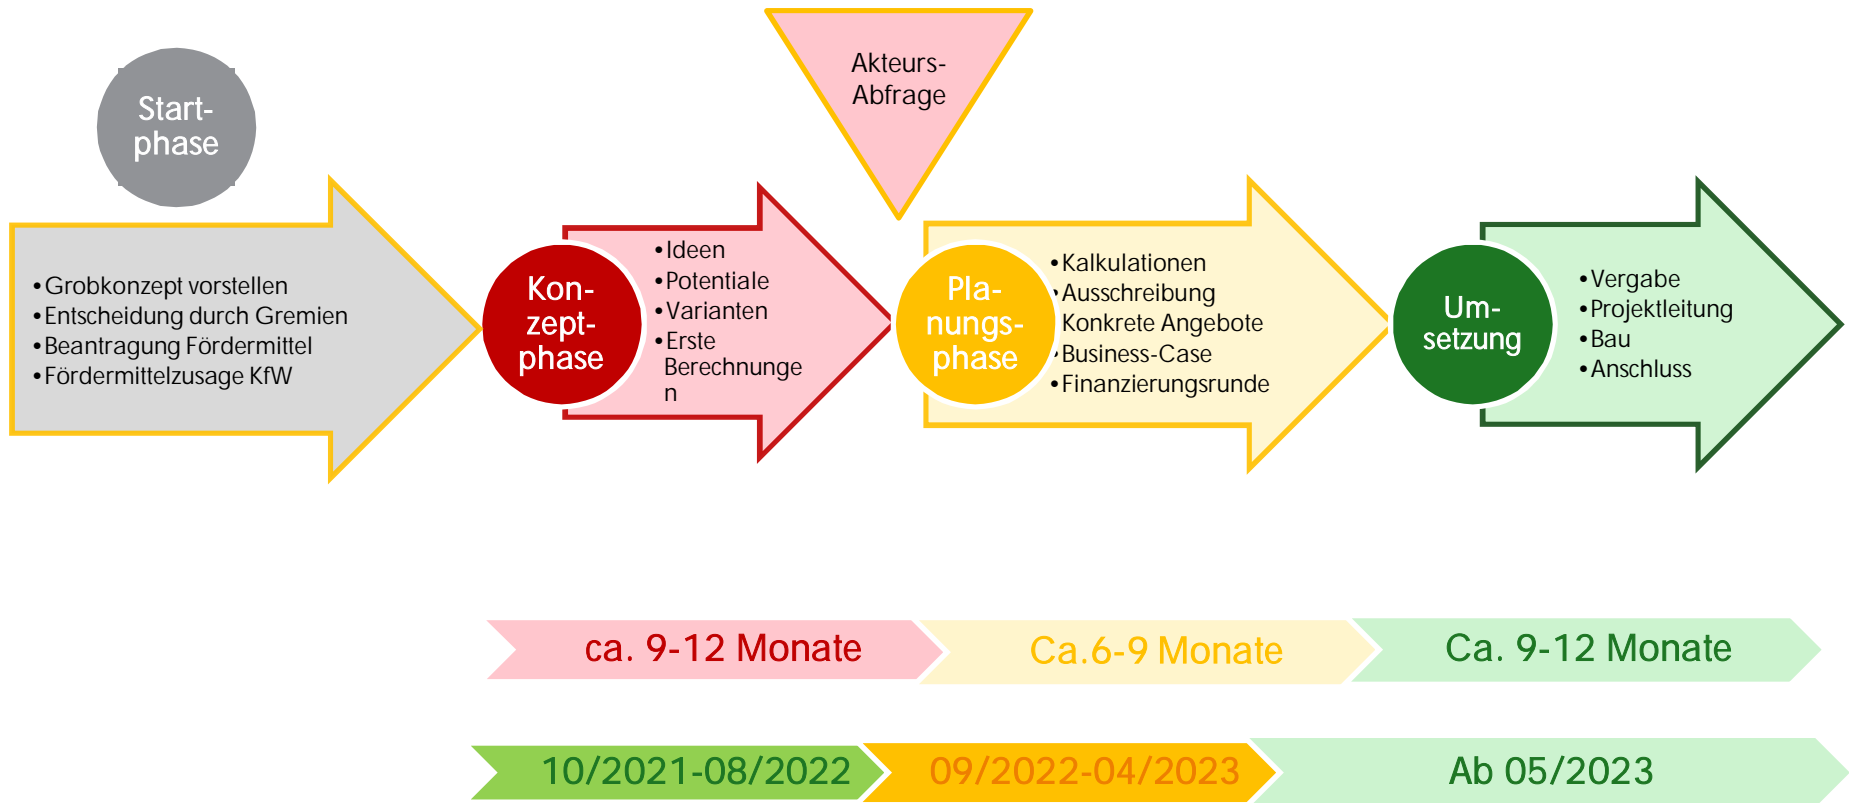 Start-
phase
• Grobkonzept vorstellen
• Entscheidung durch Gremien
• Beantragung Fördermittel
• Fördermittelzusage KfW
Kon-
zept-
phase
• Ideen
• Potentiale
• Varianten
• Erste
Berechnunge
n
Akteurs-
Abfrage
Pla-
nungs-
phase
• Kalkulationen
• Ausschreibung
Konkrete Angebote
• Business-Case
• Finanzierungsrunde
Um-
setzung
• Vergabe
• Projektleitung
• Bau
• Anschluss
ca. 9-12 Monate
Ca.6-9 Monate
Ca. 9-12 Monate
10/2021-08/2022
09/2022-04/2023
Ab 05/2023